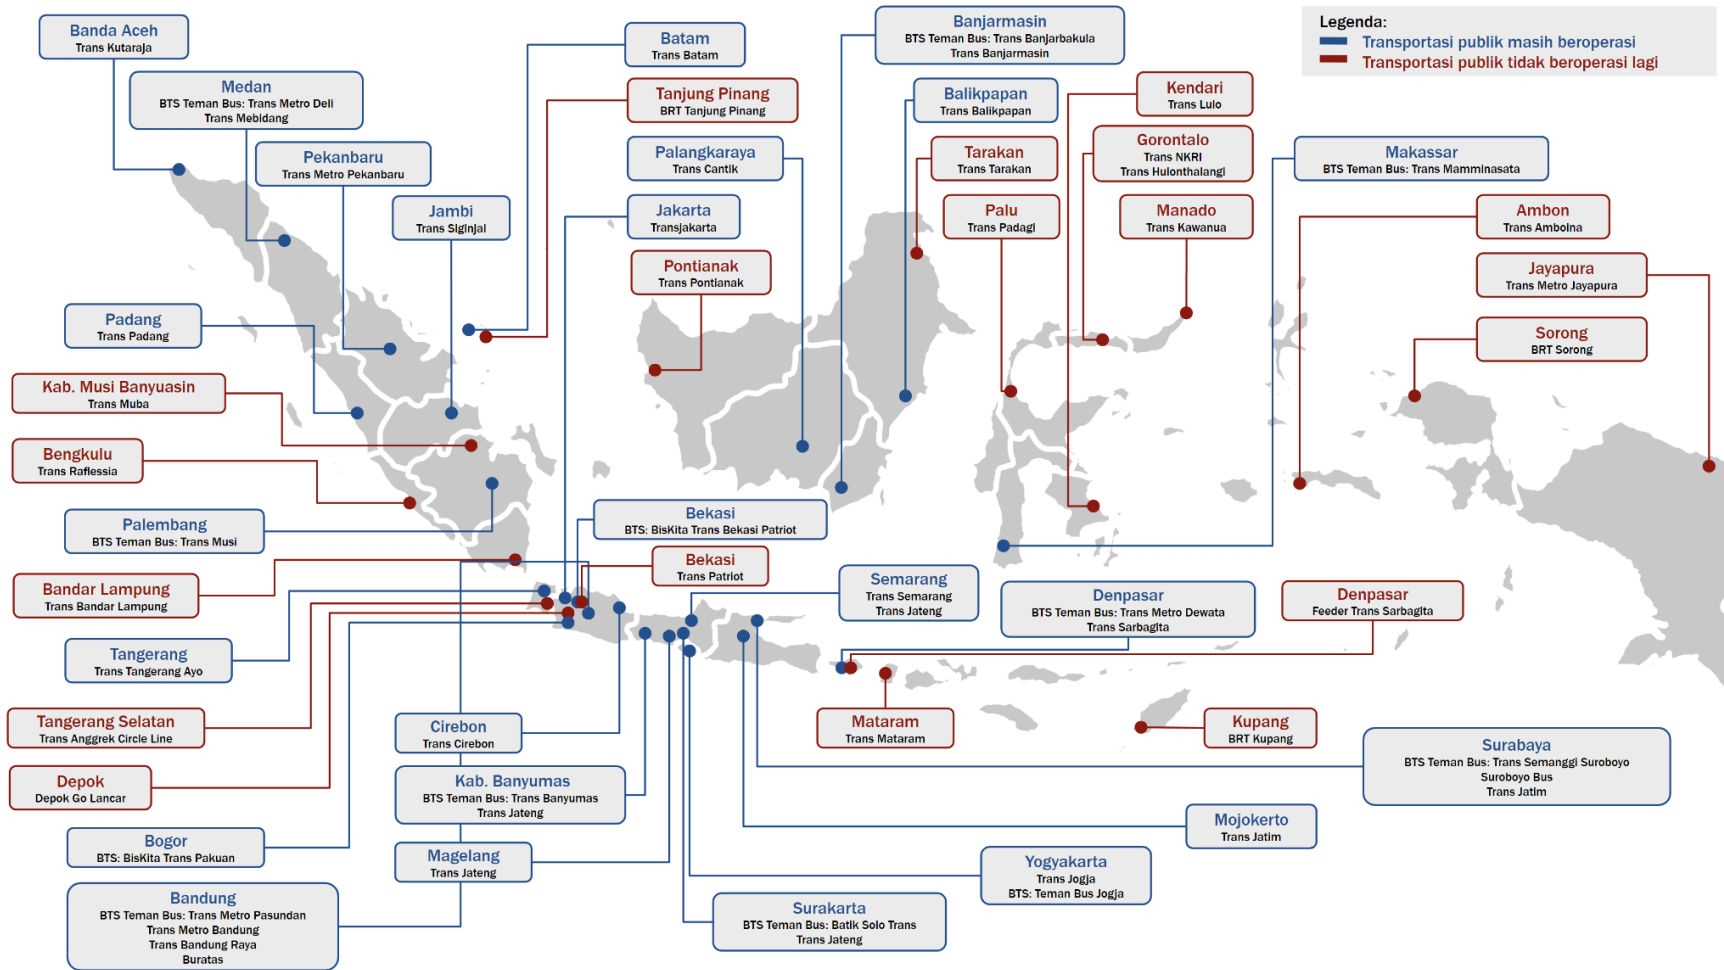 Banda Aceh
Trans Kutaraja
Medan
BTS Teman Bus: Trans Metro Deli
Trans Mebidang
Pekanbaru
Trans Metro Pekanbaru
Jambi
Trans Siginjai
Padang
Trans Padang
Kab. Musi Banyuasin
Trans Muba
Bengkulu
Trans Raflessia
Palembang
BTS Teman Bus: Trans Musi
Bandar Lampung
Trans Bandar Lampung
Tangerang
Trans Tangerang Ayo
Tangerang Selatan
Trans Anggrek Circle Line
Depok
Depok Go Lancar
Bogor
BTS: BisKita Trans Pakuan
Bandung
BTS Teman Bus: Trans Metro Pasundan
Trans Metro Bandung
Trans Bandung Raya
Buratas
Batam
Trans Batam
Tanjung Pinang
BRT Tanjung Pinang
Palangkaraya
Trans Cantik
Jakarta
Transjakarta
Pontianak
Trans Pontianak
Bekasi
BTS: BisKita Trans Bekasi Patriot
Bekasi
Trans Patriot
Cirebon
Trans Cirebon
Kab. Banyumas
BTS Teman Bus: Trans Banyumas
Trans Jateng
Magelang
Trans Jateng
Surakarta
BTS Teman Bus: Batik Solo Trans
Trans Jateng
Banjarmasin
BTS Teman Bus: Trans Banjarbakula
Trans Banjarmasin
Balikpapan
Trans Balikpapan
Tarakan
Trans Tarakan
Palu
Trans Padagi
Kendari
Trans Lulo
Gorontalo
Trans NKRI
Trans Hulonthalangi
Manado
Trans Kawanua
Semarang
Trans Semarang
Trans Jateng
Denpasar
BTS Teman Bus: Trans Metro Dewata
Trans Sarbagita
Denpasar
Feeder Trans Sarbagita
Mataram
Trans Mataram
Kupang
BRT Kupang
Yogyakarta
Trans Jogja
BTS: Teman Bus Jogja
Mojokerto
Trans Jatim
Surabaya
BTS Teman Bus: Trans Semanggi Suroboyo
Suroboyo Bus
Trans Jatim
Legenda:
Transportasi publik masih beroperasi
Transportasi publik tidak beroperasi lagi
Makassar
BTS Teman Bus: Trans Mamminasata
Ambon
Trans Amboina
Jayapura
Trans Metro Jayapura
Sorong
BRT Sorong